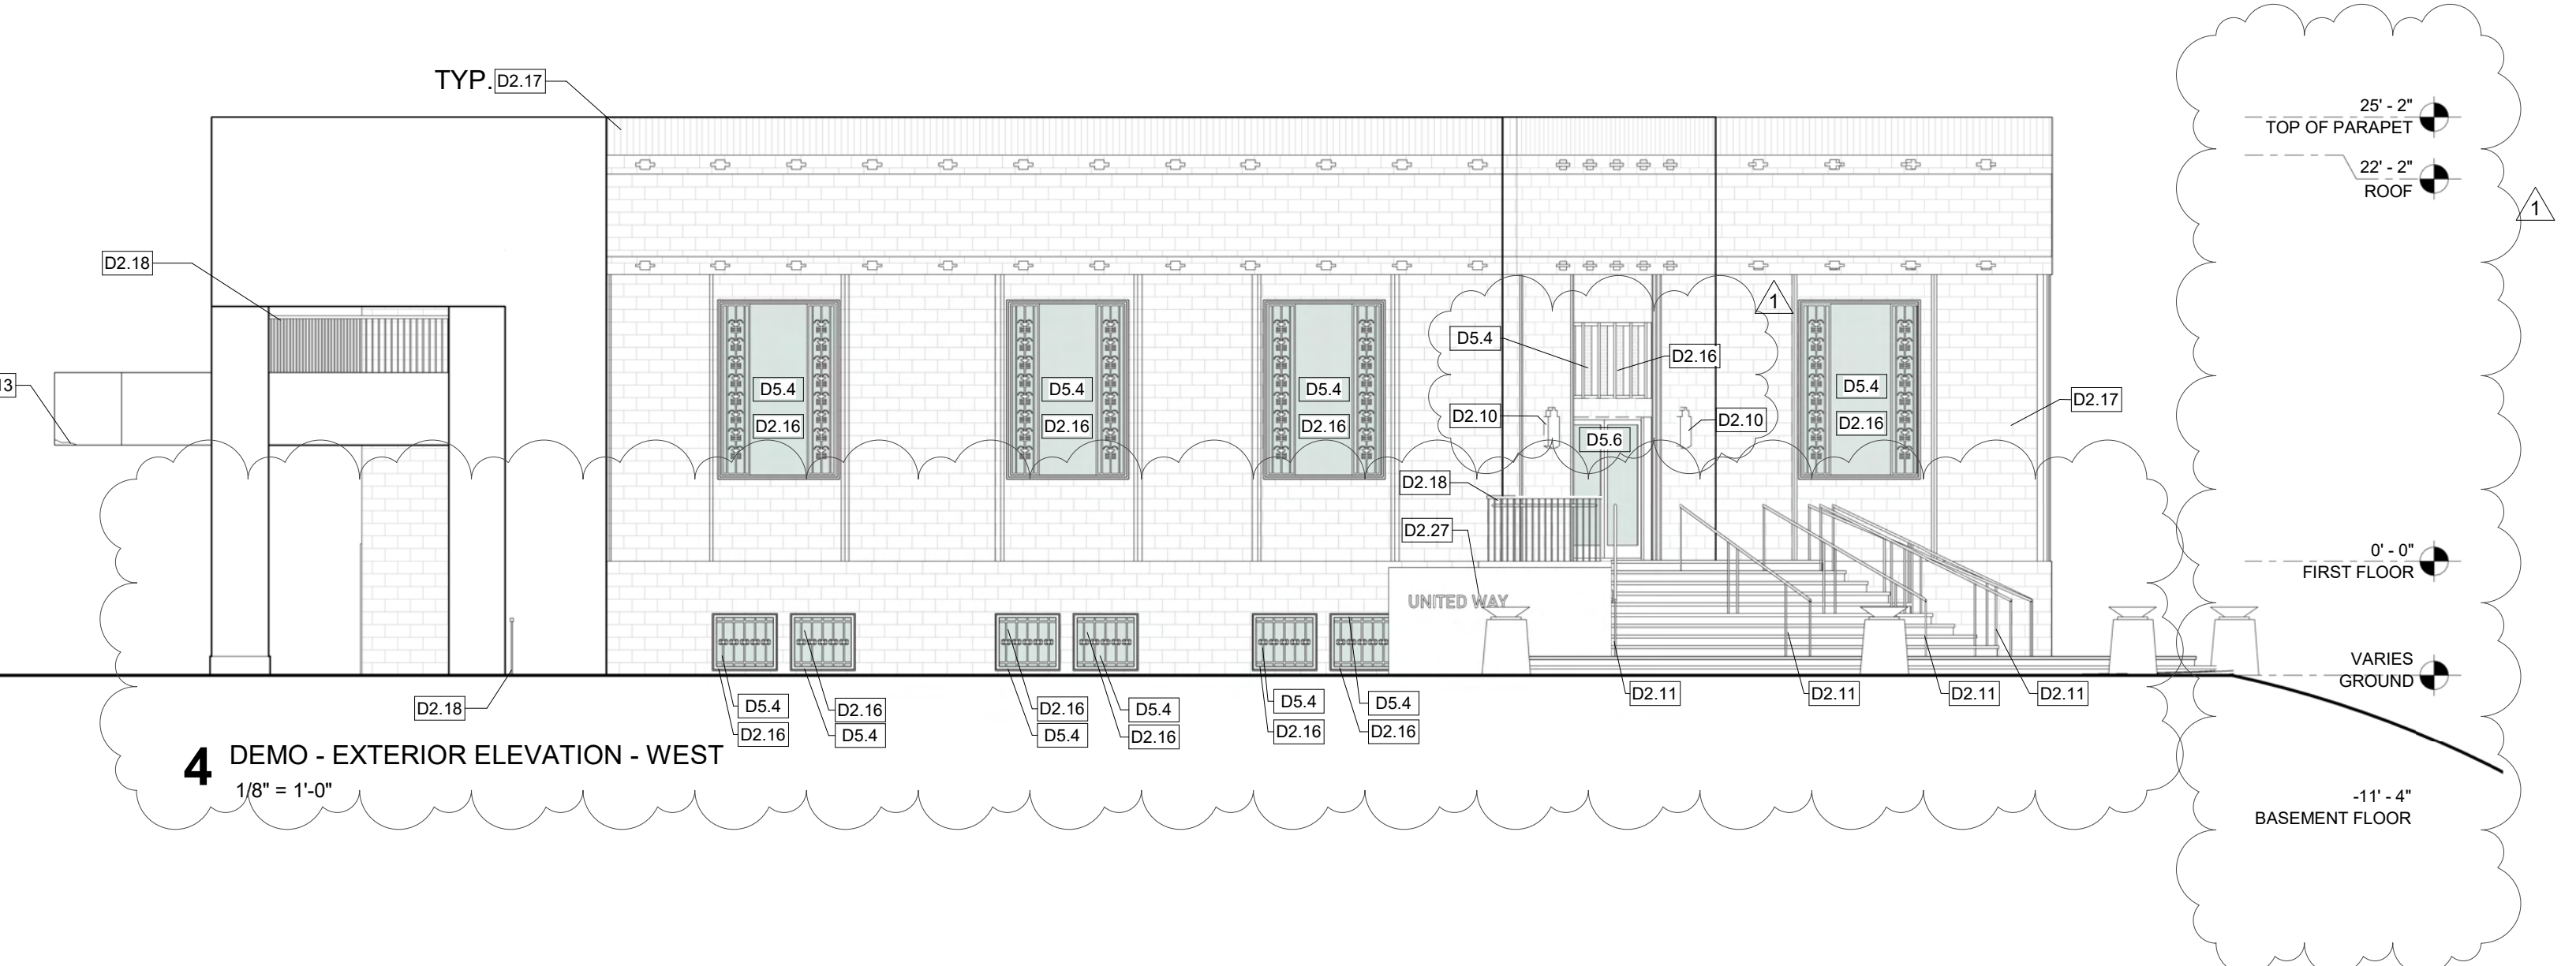 TYP. D2.17
25' - 2"
TOP OF PARAPET
22' - 2"
ROOF
1
D2.18
1
D5.4
D2.16
13
D5.4
D5.4
D5.4
D5.4
D2.17
D2.10
D2.10
D2.16
D2.16
D2.16
D2.16
D5.6
D2.18
D2.27
0' - 0"
FIRST FLOOR
UNITED WAY
VARIES
GROUND
D2.11
D2.11
D2.11
D2.11
D2.18
D5.4
D2.16
D2.16
D5.4
D5.4
D5.4
D2.16
D5.4
D5.4
D2.16
D2.16
D2.16
4 DEMO - EXTERIOR ELEVATION - WEST
1/8" = 1'-0"
-11' - 4"
BASEMENT FLOOR